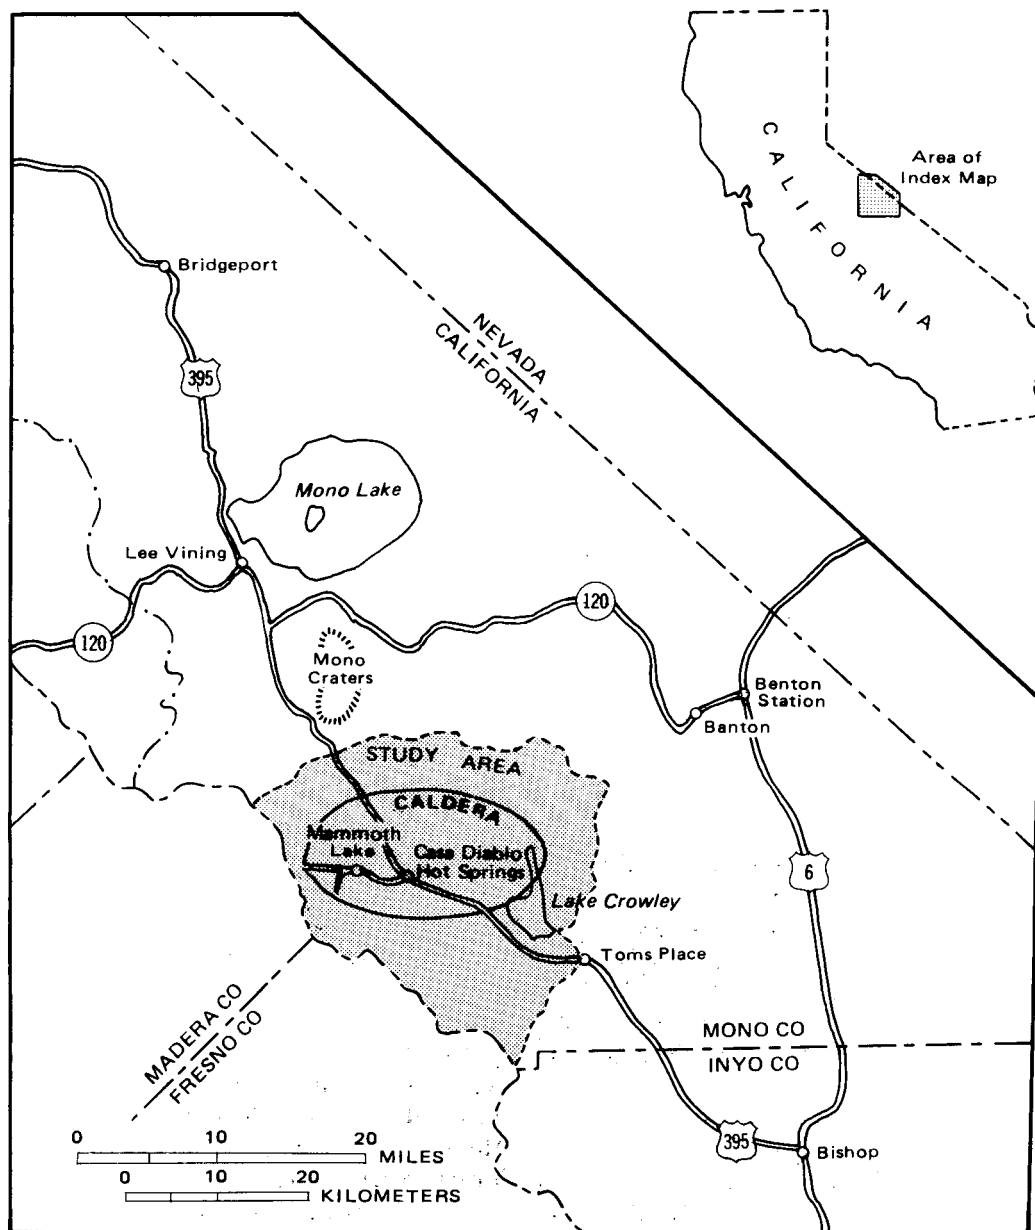 CALIFORNIA
Area of
Index Map
Bridgeport
395
NEVADA
CALIFORNIA
Mono Lake
Lee Vining
120
120
Mono
Craters
Benton
Station
Banton
STUDY AREA
CALDERA
Mammoth
Lake
Casa Diablo
Hot Springs
6
Lake Crowley
Toms Place
MADERA CO
FRESNO CO
MONO CO
INYO CO
395
Bishop
0 10 20
MILES
0 10 20
KILOMETERS